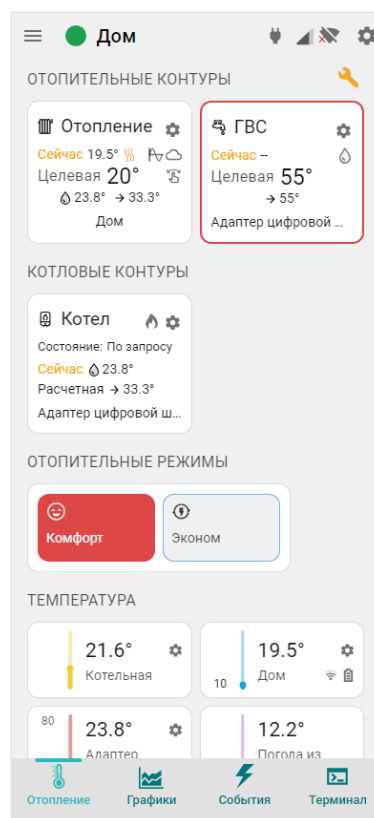 Дом
ОТОПИТЕЛЬНЫЕ КОНТУРЫ
Отопление
Сейчас 19.5°
Целевая 20°
23.8° → 33.3°
Дом
ГВС
Сейчас --
Целевая 55°
→ 55°
Адаптер цифровой ...
КОТЛОВЫЕ КОНТУРЫ
Котел
Состояние: По запросу
Сейчас 23.8°
Расчетная → 33.3°
Адаптер цифровой ш...
ОТОПИТЕЛЬНЫЕ РЕЖИМЫ
Комфорт
Эконом
ТЕМПЕРАТУРА
21.6°
Котельная
19.5°
10 Дом
80
23.8°
Адаптер
12.2°
Погода из
Отопление
Графики
События
Терминал